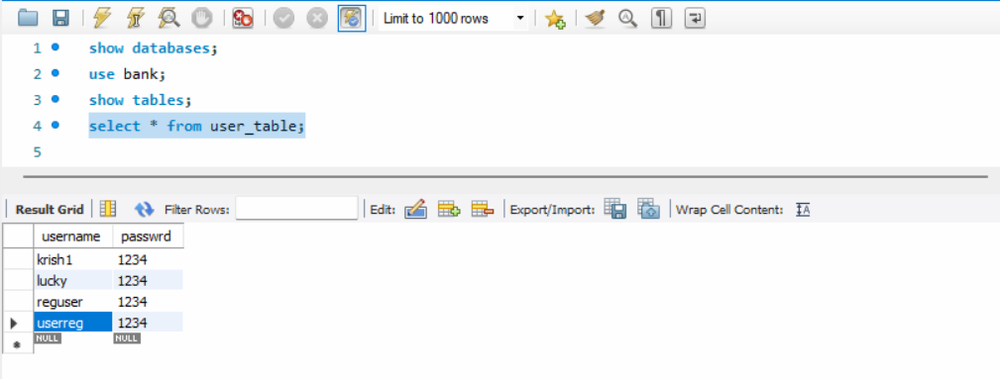 Limit to 1000 rows
1 show databases;
2 use bank;
3 show tables;
4 select * from user_table;
5
Result Grid Filter Rows: Edit: Export/Import: Wrap Cell Content: IA
username passwrd
krish1 1234
lucky 1234
reguser 1234
userreg 1234
NULL NULL